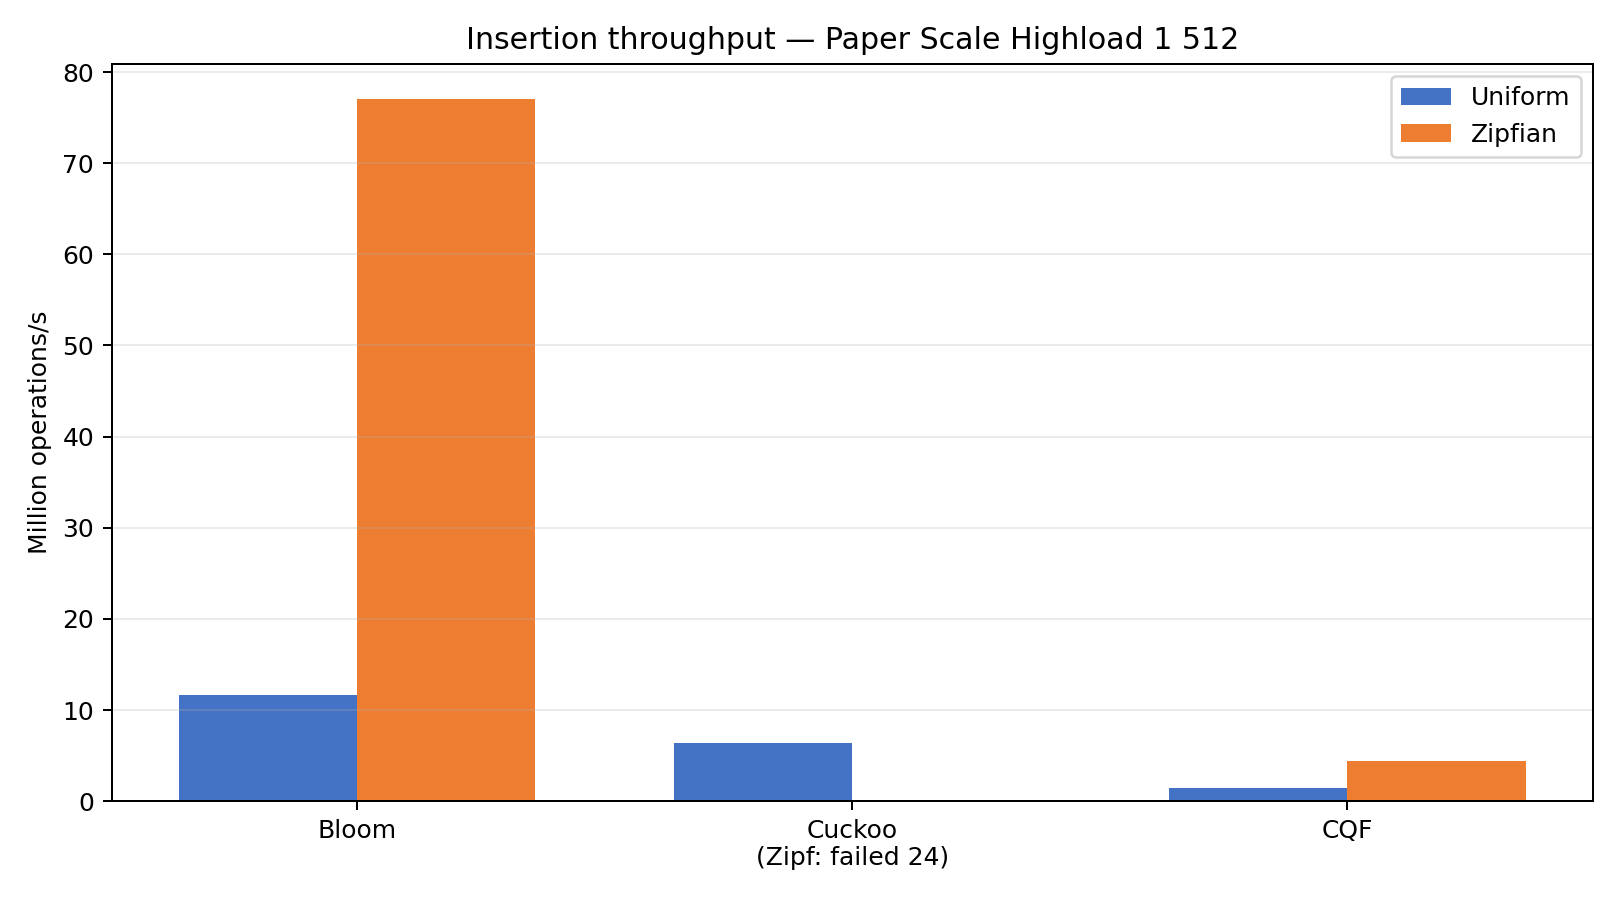 Insertion throughput — Paper Scale Highload 1 512
Uniform
Zipfian
Million operations/s
80
70
60
50
40
30
20
10
0
Bloom
Cuckoo
(Zipf: failed 24)
CQF